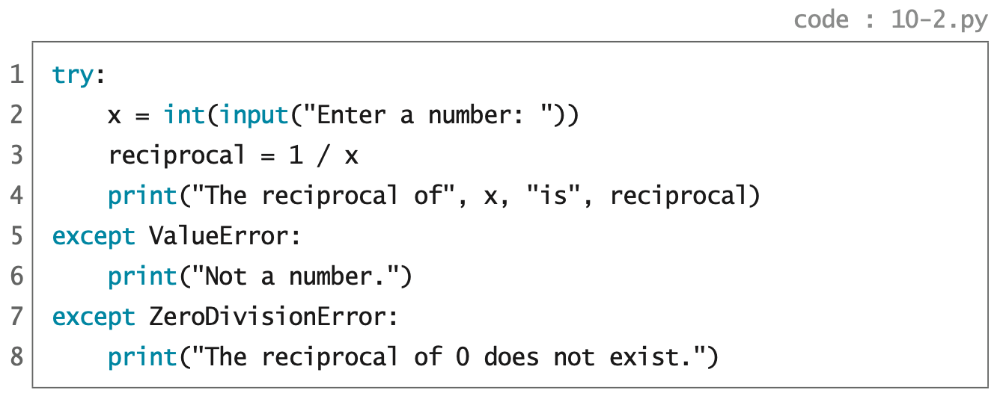 code : 10-2.py
1 try:
2     x = int(input("Enter a number: "))
3     reciprocal = 1 / x
4     print("The reciprocal of", x, "is", reciprocal)
5 except ValueError:
6     print("Not a number.")
7 except ZeroDivisionError:
8     print("The reciprocal of 0 does not exist.")